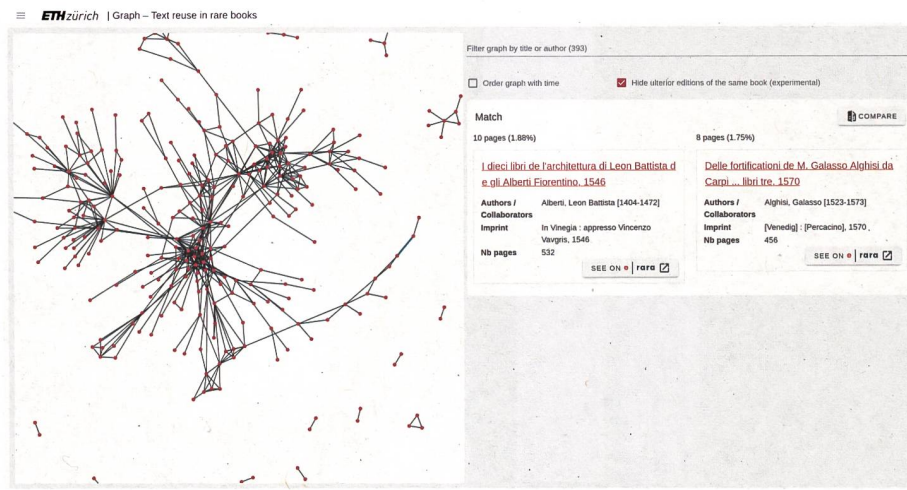 ETH zürich | Graph – Text reuse in rare books
Filter graph by title or author (393)
Order graph with time
Hide ulterior editions of the same book (experimental)
Match
COMPARE
10 pages (1.88%)
I dieci libri de l'architettura di Leon Battista d
e gli Alberti Fiorentino, 1546
Authors / Collaborators Alberti, Leon Battista [1404-1472]
Imprint In Vinegia : appresso Vincenzo
Vavgris, 1546
Nb pages 532
SEE ON e | rara
8 pages (1.75%)
Delle fortificationi de M. Galasso Alghisi da
Carpi ... libri tre, 1570
Authors / Collaborators Alghisi, Galasso [1523-1573]
Imprint [Venedig] : [Percacino], 1570
Nb pages 456
SEE ON e | rara